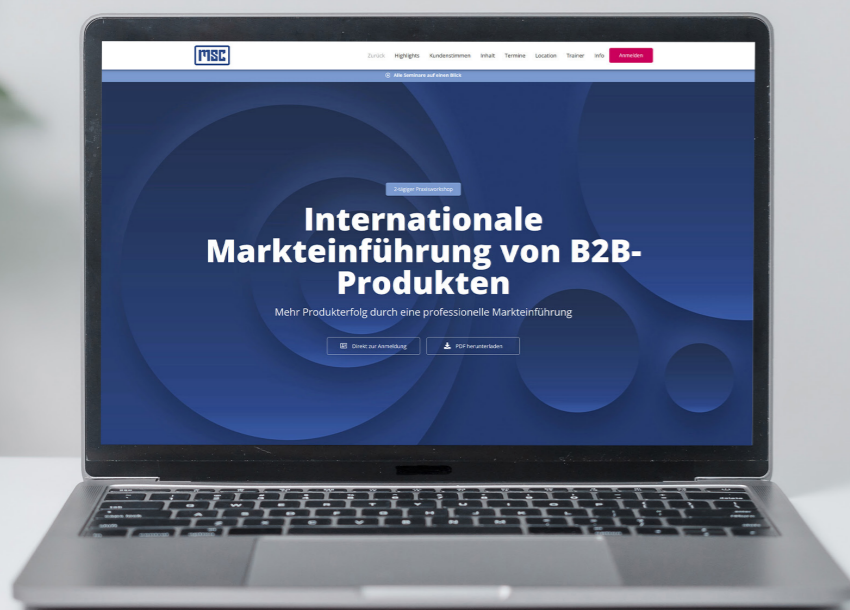 MSC
Zurück Highlights Kundenstimmen Inhalt Termine Location Trainer Info Anmelden
Alle Seminare auf einen Blick
2-tägiger Praxisworkshop
Internationale
Markteinführung von B2B-
Produkten
Mehr Produkterfolg durch eine professionelle Markteinführung
Direkt zur Anmeldung PDF herunterladen